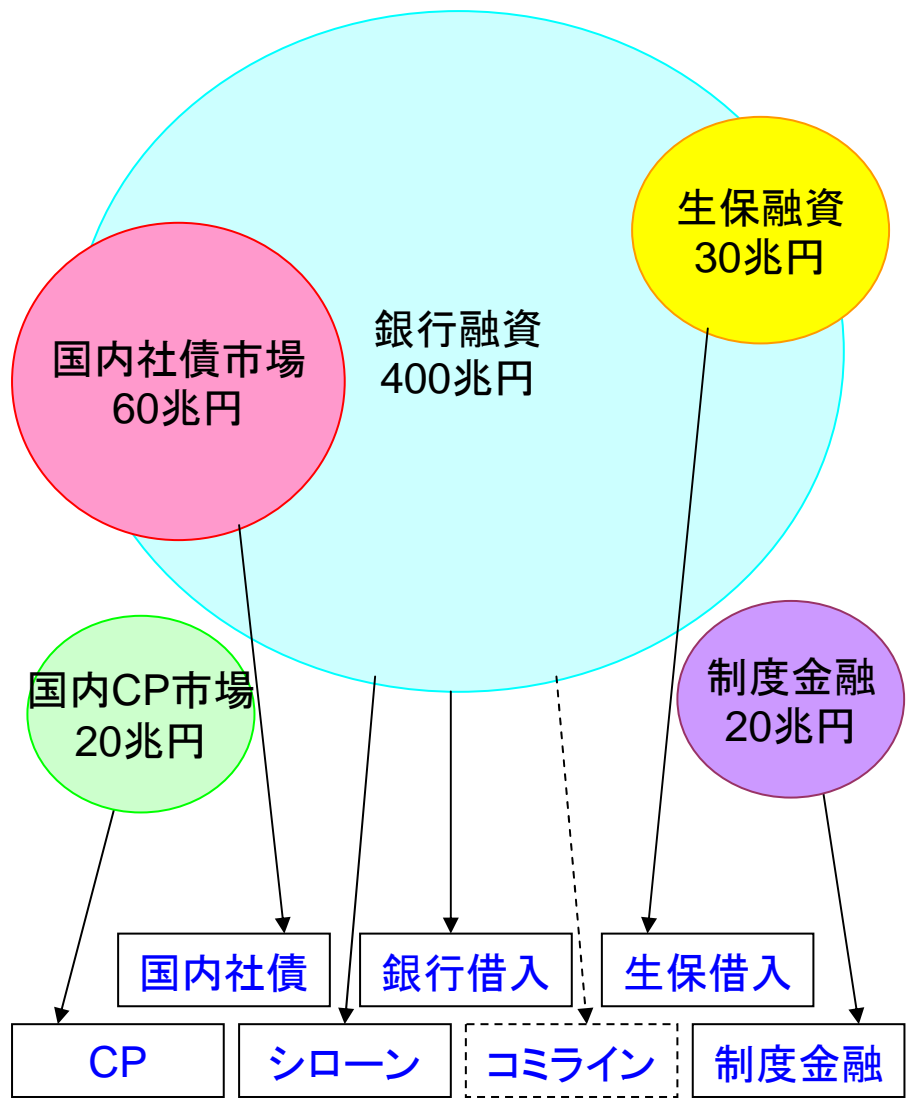 生保融資
30兆円
銀行融資
400兆円
国内社債市場
60兆円
国内CP市場
20兆円
制度金融
20兆円
国内社債
銀行借入
生保借入
CP
シローン
コミライン
制度金融